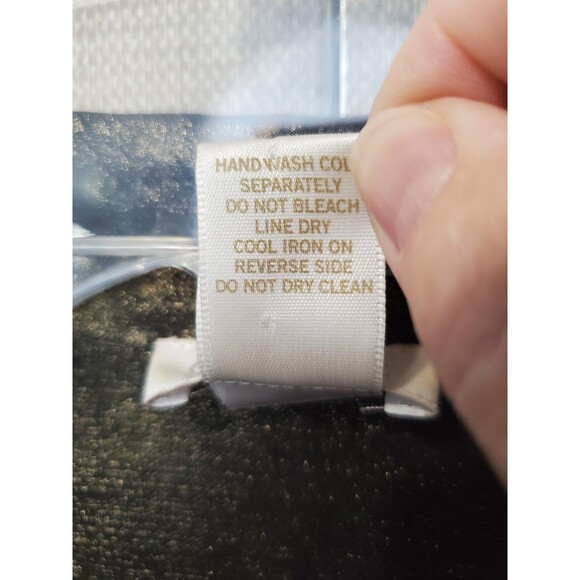 HAND WASH COL
SEPARATELY
DO NOT BLEACH
LINE DRY
COOL IRON ON
REVERSE SIDE
DO NOT DRY CLEAN